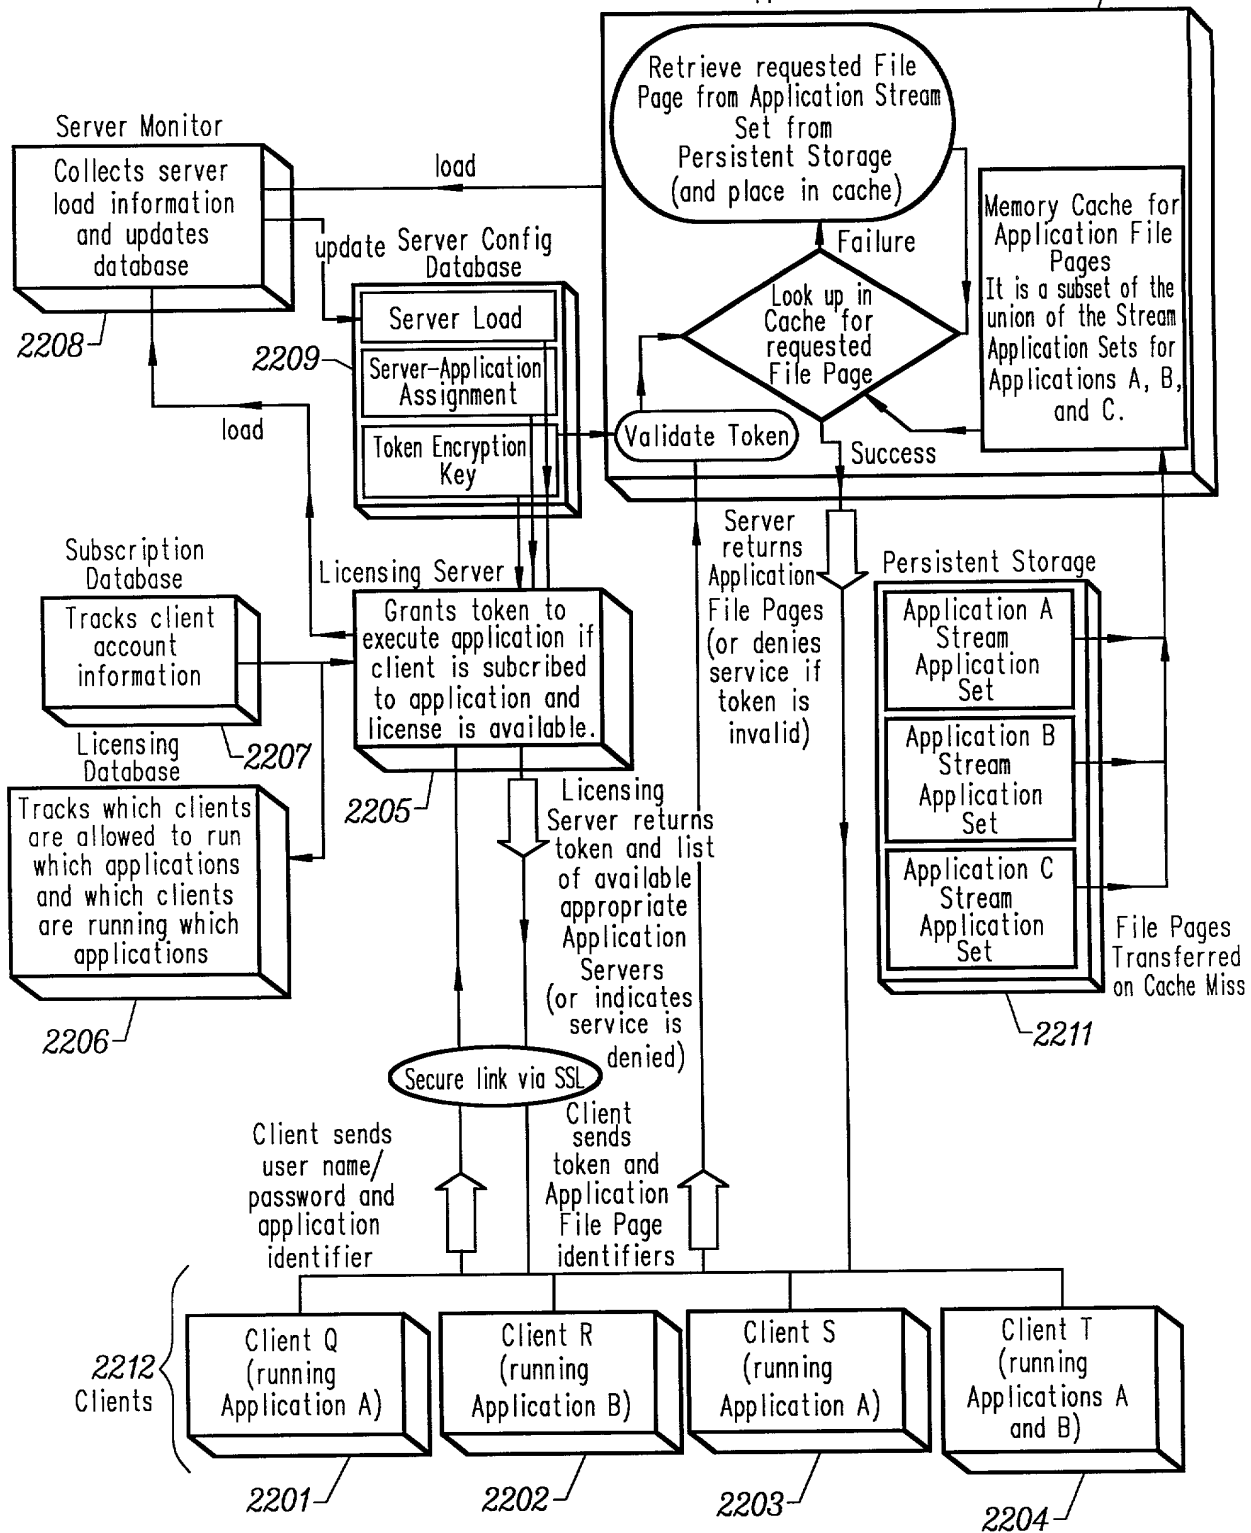 Retrieve requested File
Page from Application Stream
Set from
Persistent Storage
(and place in cache)
Server Monitor
Collects server
load information
and updates
database
2208
load
update
Server Config
Database
Server Load
Server-Application
Assignment
Token Encryption
Key
2209
load
Failure
Look up in
Cache for
requested
File Page
Validate Token
Success
Memory Cache for
Application File
Pages
It is a subset of the
union of the Stream
Application Sets for
Applications A, B,
and C.
Subscription
Database
Tracks client
account
information
2207
Licensing Server
Grants token to
execute application if
client is subcribed
to application and
license is available.
2205
Server
returns
Application
File Pages
(or denies
service if
token is
invalid)
Persistent Storage
Application A
Stream
Application
Set
Application B
Stream
Application
Set
Application C
Stream
Application
Set
2211
File Pages
Transferred
on Cache Miss
Licensing
Database
Tracks which clients
are allowed to run
which applications
and which clients
are running which
applications
2206
Licensing
Server returns
token and list
of available
appropriate
Application
Servers
(or indicates
service is
denied)
Secure link via SSL
Client sends
user name/
password and
application
identifier
Client
sends
token and
Application
File Page
identifiers
2212
Clients
Client Q
(running
Application A)
2201
Client R
(running
Application B)
2202
Client S
(running
Application A)
2203
Client T
(running
Applications A
and B)
2204